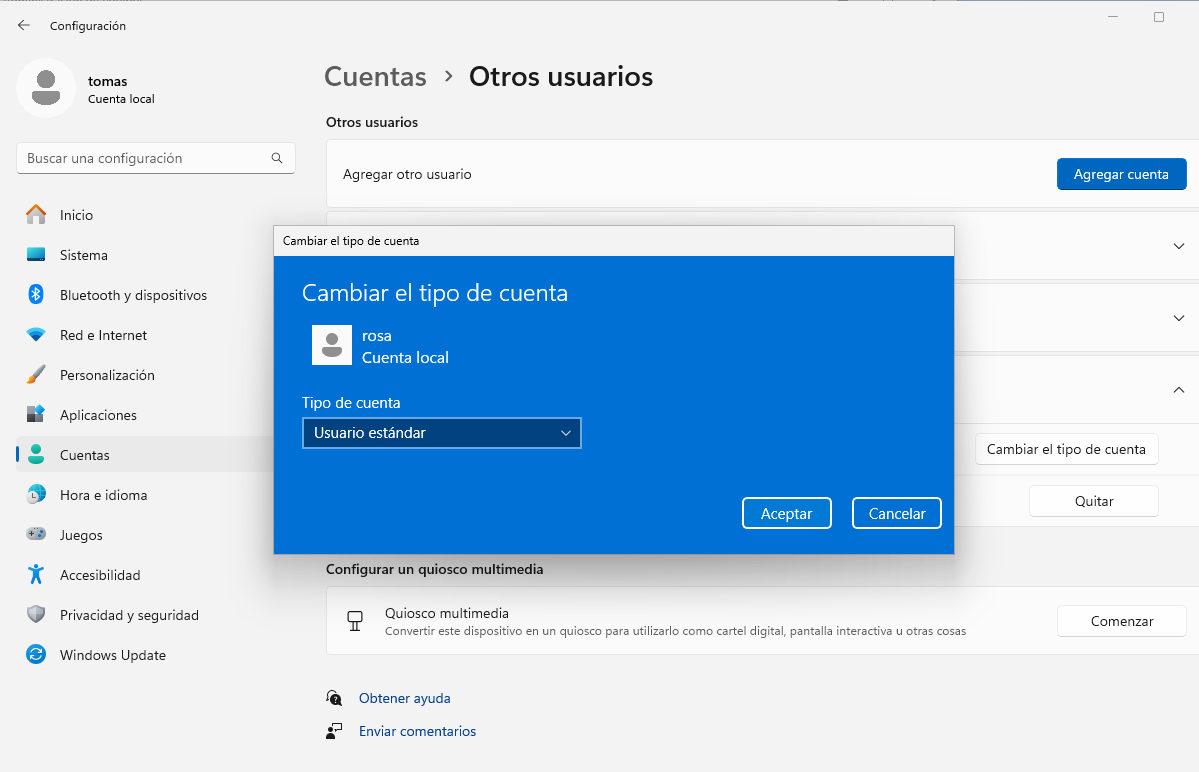 Configuración
tomas
Cuenta local
Buscar una configuración
Inicio
Sistema
Bluetooth y dispositivos
Red e Internet
Personalización
Aplicaciones
Cuentas
Hora e idioma
Juegos
Accesibilidad
Privacidad y seguridad
Windows Update
Cuentas > Otros usuarios
Otros usuarios
Agregar otro usuario
Agregar cuenta
Cambiar el tipo de cuenta
Cambiar el tipo de cuenta
rosa
Cuenta local
Tipo de cuenta
Usuario estándar
Aceptar
Cancelar
Cambiar el tipo de cuenta
Quitar
Configurar un quiosco multimedia
Quiosco multimedia
Convertir este dispositivo en un quiosco para utilizarlo como cartel digital, pantalla interactiva u otras cosas
Comenzar
Obtener ayuda
Enviar comentarios